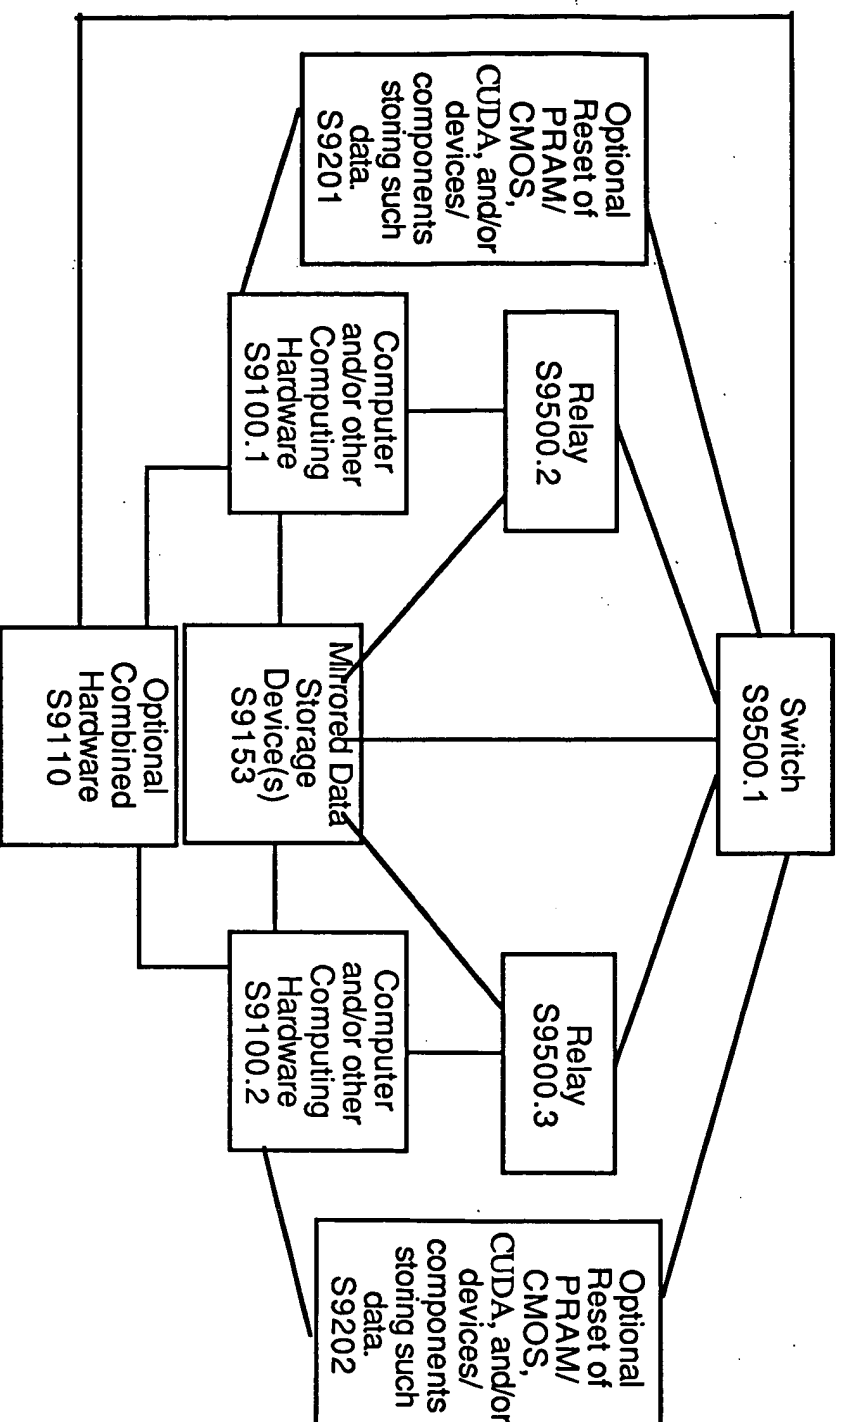 Switch
S9500.1
Optional
Reset of
PRAM/
CMOS,
CUDA, and/or
devices/
components
storing such
data.
S9201
Relay
S9500.2
Relay
S9500.3
Optional
Reset of
PRAM/
CMOS,
CUDA, and/or
devices/
components
storing such
data.
S9202
Computer
and/or other
Computing
Hardware
S9100.1
Mirrored Data
Storage
Device(s)
S9153
Computer
and/or other
Computing
Hardware
S9100.2
Optional
Combined
Hardware
S9110